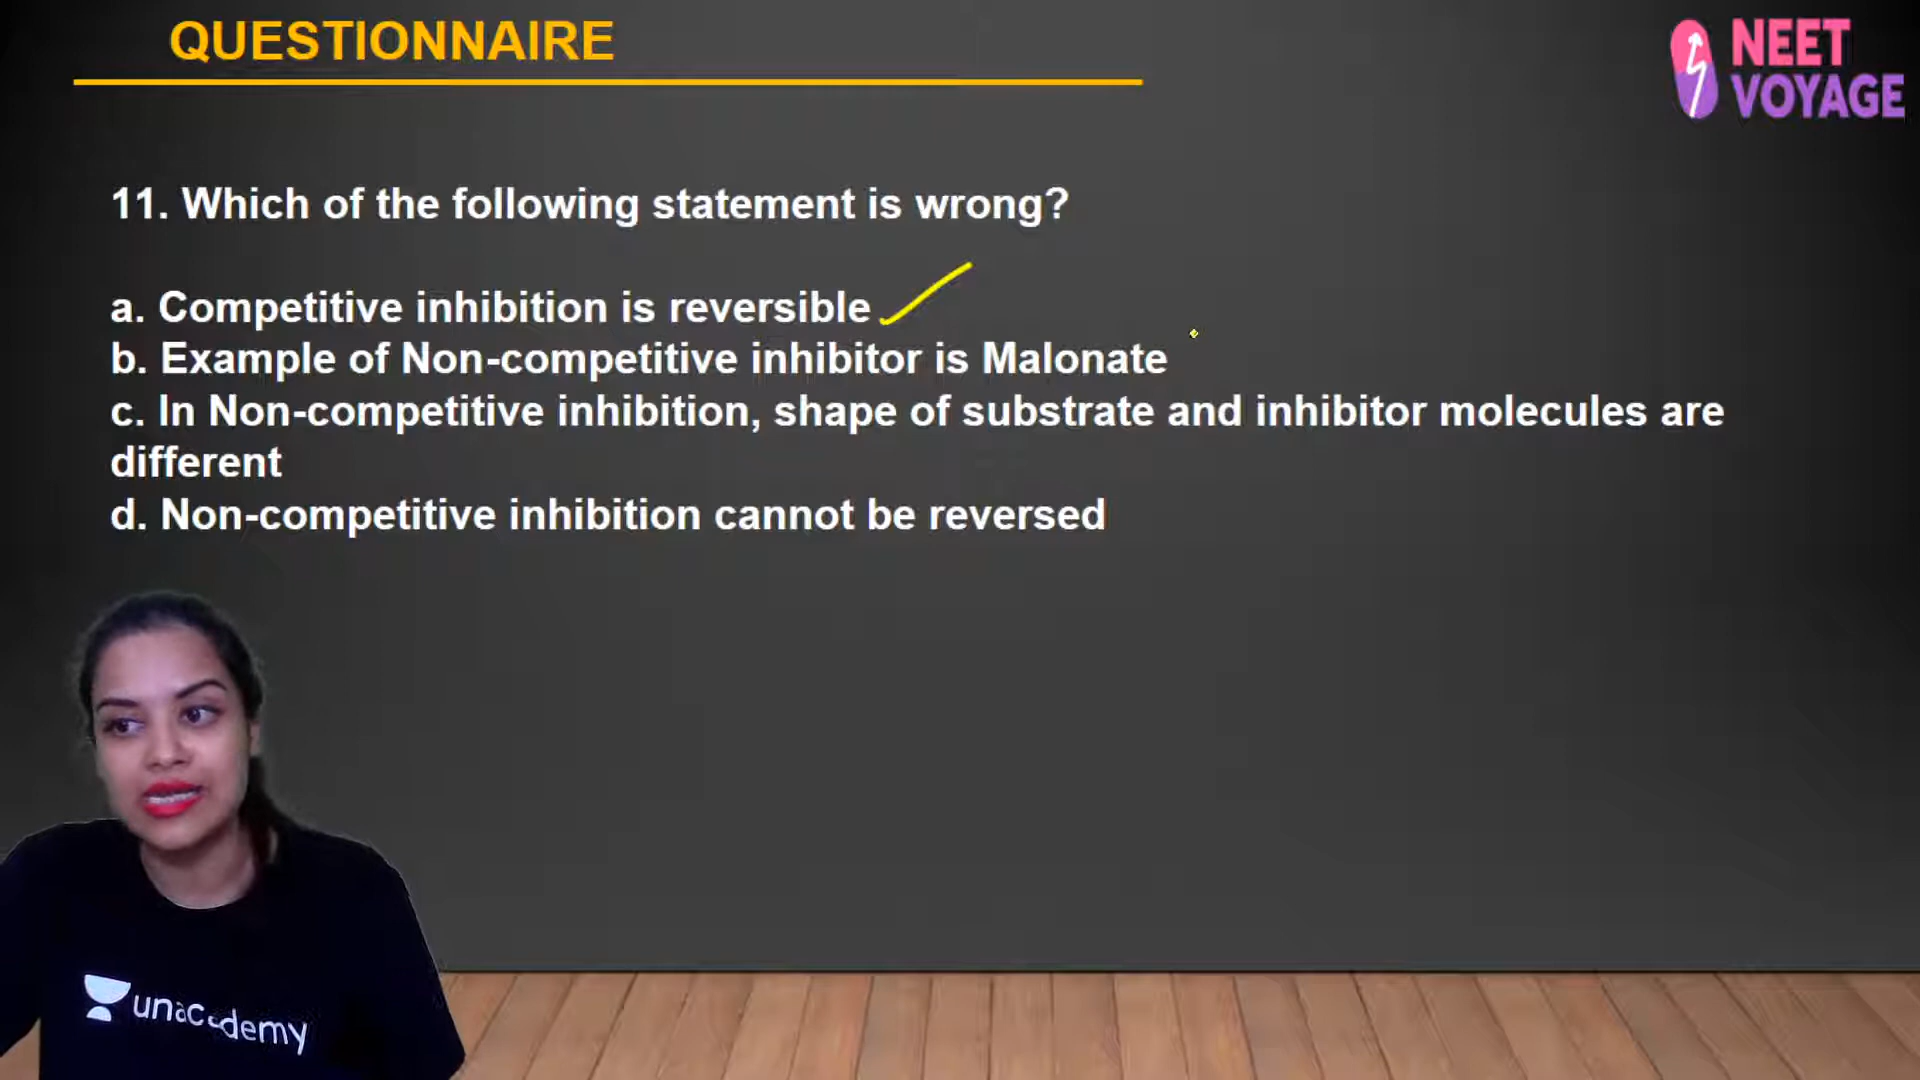 QUESTIONNAIRE
NEET
VOYAGE
11. Which of the following statement is wrong?
a. Competitive inhibition is reversible
b. Example of Non-competitive inhibitor is Malonate
c. In Non-competitive inhibition, shape of substrate and inhibitor molecules are
different
d. Non-competitive inhibition cannot be reversed
unacademy